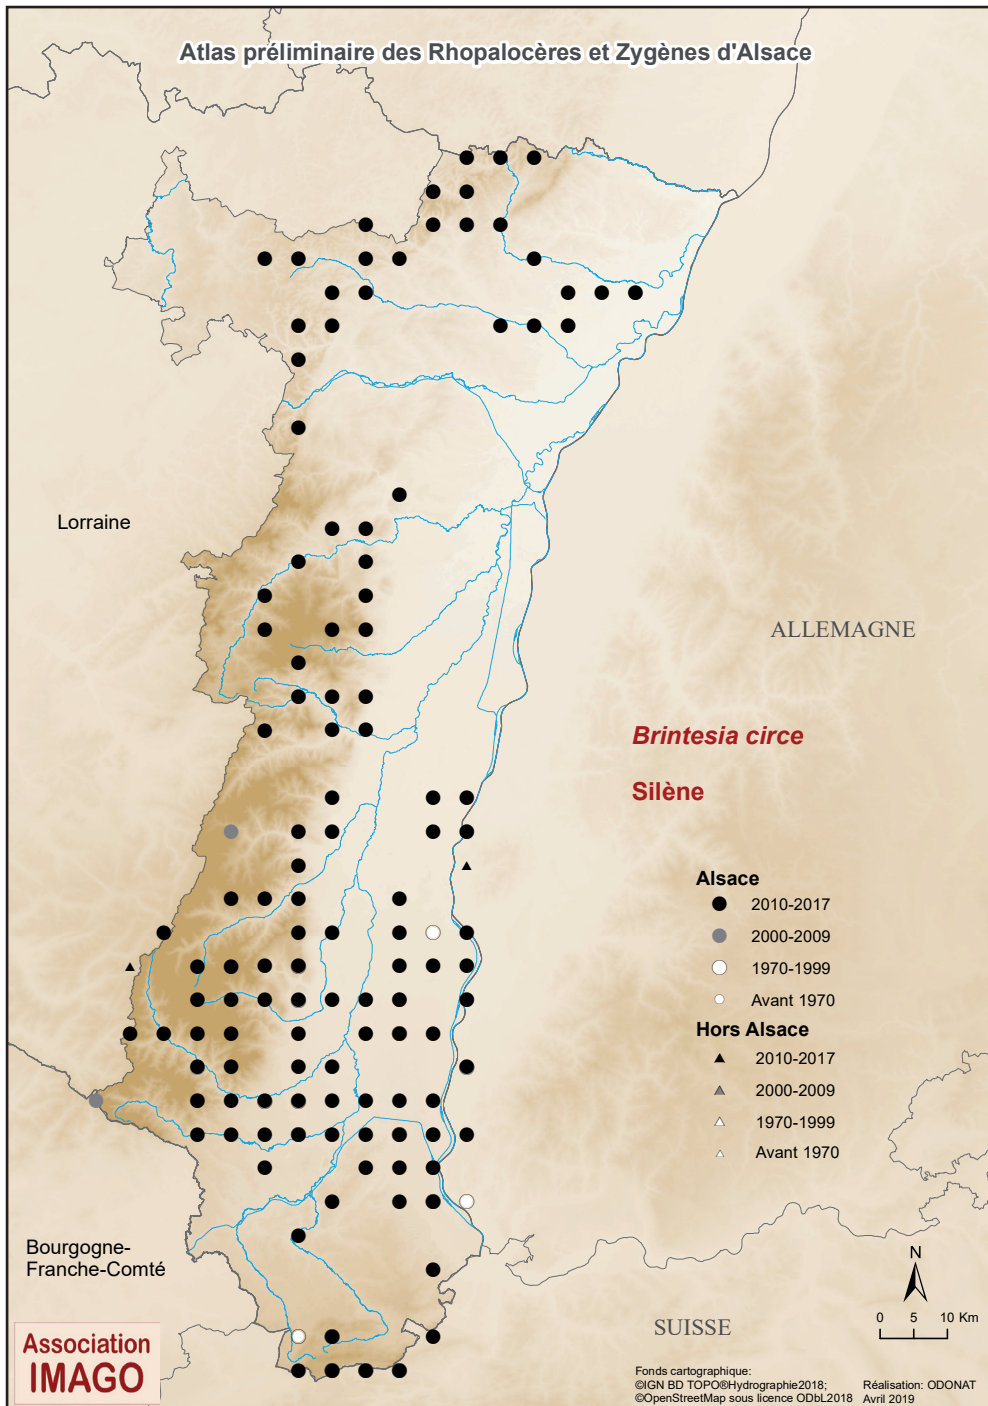 Atlas préliminaire des Rhopalocères et Zygènes d'Alsace
Lorraine
ALLEMAGNE
Brintesia circe
Silène
Alsace
2010-2017
2000-2009
1970-1999
Avant 1970
Hors Alsace
2010-2017
2000-2009
1970-1999
Avant 1970
Bourgogne-
Franche-Comté
N
0 5 10 Km
SUISSE
Association
IMAGO
Fonds cartographique:
©IGN BD TOPO®Hydrographie2018;
©OpenStreetMap sous licence ODbL2018
Réalisation: ODONAT
Avril 2019